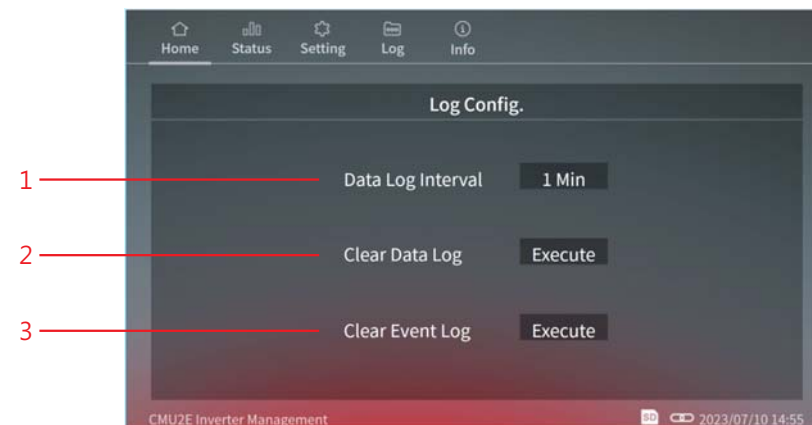 Home Status Setting Log Info
Log Config.
1 Data Log Interval 1 Min
2 Clear Data Log Execute
3 Clear Event Log Execute
CMU2E Inverter Management SD 2023/07/10 14:55